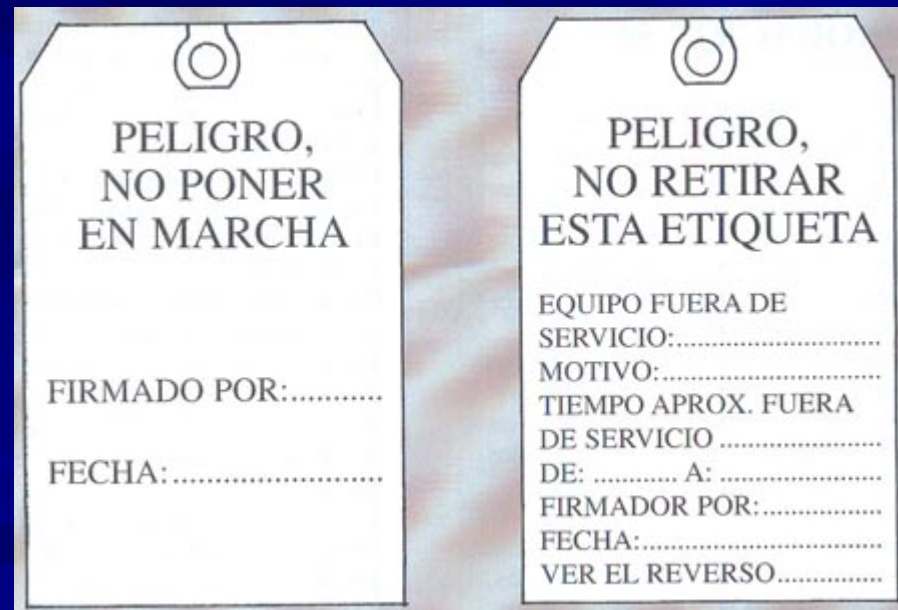 PELIGRO,
NO PONER
EN MARCHA
FIRMADO POR:...........
FECHA:.........................
PELIGRO,
NO RETIRAR
ESTA ETIQUETA
EQUIPO FUERA DE
SERVICIO:.............................
MOTIVO:...............................
TIEMPO APROX. FUERA
DE SERVICIO .......................
DE: ............ A: .......................
FIRMADOR POR:.................
FECHA:..................................
VER EL REVERSO...............